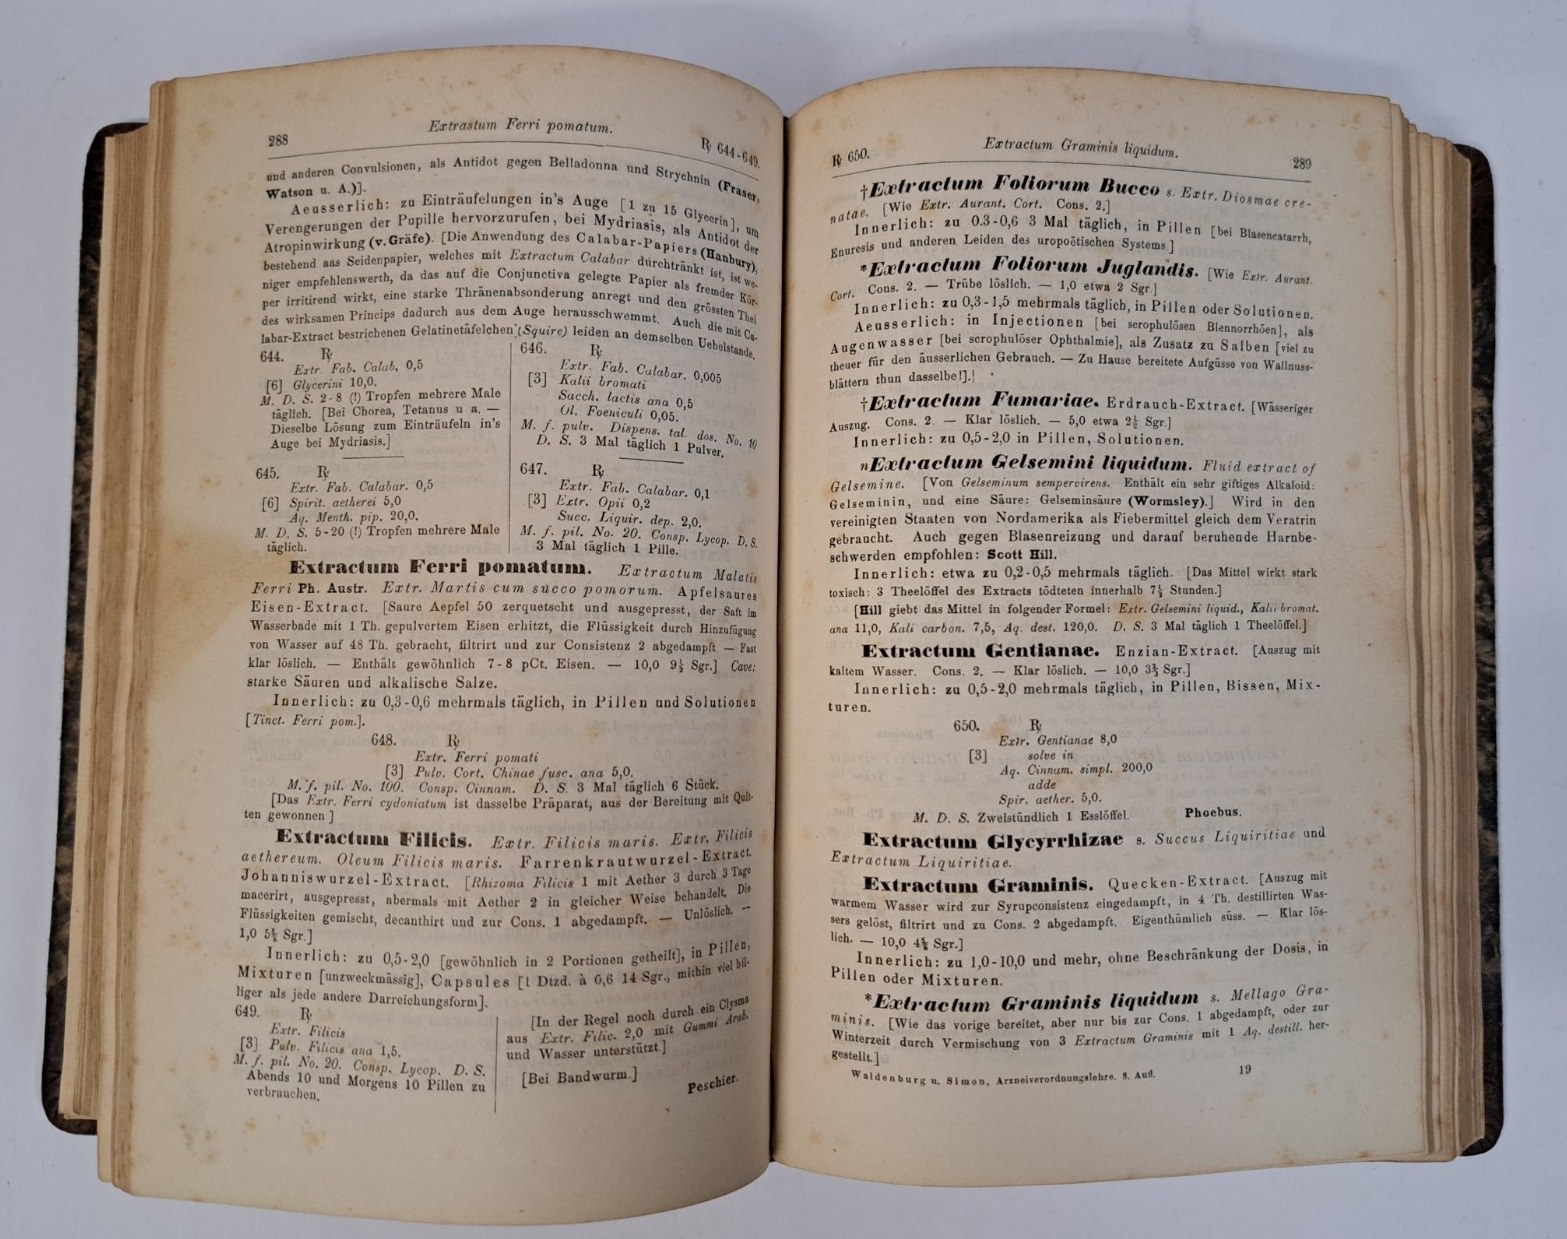 288
Extrastum Ferri pomatum.
℞ 644-649.
und anderen Convulsionen, als Antidot gegen Belladonna und Strychnin (Fraser,
Watson u. A.)].
Aeusserlich: zu Einträufelungen in's Auge [1 zu 15 Glycerin], um
Verengerungen der Pupille hervorzurufen, bei Mydriasis, als Antidot der
Atropinwirkung (v. Gräfe). [Die Anwendung des Calabar-Papiers (Hanbury),
bestehend aus Seidenpapier, welches mit Extractum Calabar durchtränkt ist, ist we-
niger empfehlenswerth, da das auf die Conjunctiva gelegte Papier als fremder Kör-
per irritirend wirkt, eine starke Thränenabsonderung anregt und den grössten Theil
des wirksamen Princips dadurch aus dem Auge herausschwemmt. Auch die mit Ca-
labar-Extract bestrichenen Gelatinetäfelchen (Squire) leiden an demselben Uebelstande.
644. ℞
Extr. Fab. Calab. 0,5
[6] Glycerini 10,0.
M. D. S. 2-8 (!) Tropfen mehrere Male
täglich. [Bei Chorea, Tetanus u a. —
Dieselbe Lösung zum Einträufeln in's
Auge bei Mydriasis.]
645. ℞
Extr. Fab. Calabar. 0,5
[6] Spirit. aetherei 5,0
Aq. Menth. pip. 20,0.
M. D. S. 5-20 (!) Tropfen mehrere Male
täglich.
646. ℞
Extr. Fab. Calabar. 0,005
[3] Kalii bromati
Sacch. lactis ana 0,5
Ol. Foeniculi 0,05.
M. f. pulv. Dispens. tal. dos. No. 10
D. S. 3 Mal täglich 1 Pulver.
647. ℞
Extr. Fab. Calabar. 0,1
[3] Extr. Opii 0,2
Succ. Liquir. dep. 2,0.
M. f. pil. No. 20. Consp. Lycop. D. S.
3 Mal täglich 1 Pille.
Extractum Ferri pomatum. Extractum Malatis
Ferri Ph. Austr. Extr. Martis cum succo pomorum. Apfelsaures
Eisen-Extract. [Saure Aepfel 50 zerquetscht und ausgepresst, der Saft im
Wasserbade mit 1 Th. gepulvertem Eisen erhitzt, die Flüssigkeit durch Hinzufügung
von Wasser auf 48 Th. gebracht, filtrirt und zur Consistenz 2 abgedampft. — Fast
klar löslich. — Enthält gewöhnlich 7-8 pCt. Eisen. — 10,0 9½ Sgr.] Cave:
starke Säuren und alkalische Salze.
Innerlich: zu 0,3-0,6 mehrmals täglich, in Pillen und Solutionen
[Tinct. Ferri pom.].
648. ℞
Extr. Ferri pomati
[3] Pulv. Cort. Chinae fusc. ana 5,0.
M. f. pil. No. 100. Consp. Cinnam. D. S. 3 Mal täglich 6 Stück.
[Das Extr. Ferri cydoniatum ist dasselbe Präparat, aus der Bereitung mit Quit-
ten gewonnen ]
Extractum Filicis. Extr. Filicis maris. Extr. Filicis
aethereum. Oleum Filicis maris. Farrenkrautwurzel-Extract.
Johanniswurzel-Extract. [Rhizoma Filicis 1 mit Aether 3 durch 3 Tage
macerirt, ausgepresst, abermals mit Aether 2 in gleicher Weise behandelt. Die
Flüssigkeiten gemischt, decanthirt und zur Cons. 1 abgedampft. — Unlöslich. —
1,0 5½ Sgr.]
Innerlich: zu 0,5-2,0 [gewöhnlich in 2 Portionen getheilt], in Pillen,
Mixturen [unzweckmässig], Capsules [1 Dtzd. à 0,6 14 Sgr., mithin viel bil-
liger als jede andere Darreichungsform].
649. ℞
Extr. Filicis
[3] Pulv. Filicis ana 1,5.
M. f. pil. No. 20. Consp. Lycop. D. S.
Abends 10 und Morgens 10 Pillen zu
verbrauchen.
[In der Regel noch durch ein Clysma
aus Extr. Filic. 2,0 mit Gummi Arab.
und Wasser unterstützt.]
[Bei Bandwurm.]
Peschier.
℞ 650.
Extractum Graminis liquidum.
289
†Extractum Foliorum Bucco s. Extr. Diosmae cre-
natae. [Wie Extr. Aurant. Cort. Cons. 2.]
Innerlich: zu 0.3-0,6 3 Mal täglich, in Pillen [bei Blasencatarrh,
Enuresis und anderen Leiden des uropoëtischen Systems.]
*Extractum Foliorum Juglandis. [Wie Extr. Aurant.
Cort. Cons. 2. — Trübe löslich. — 1,0 etwa 2 Sgr.]
Innerlich: zu 0,3-1,5 mehrmals täglich, in Pillen oder Solutionen.
Aeusserlich: in Injectionen [bei scrophulösen Blennorrhöen], als
Augenwasser [bei scrophulöser Ophthalmie], als Zusatz zu Salben [viel zu
theuer für den äusserlichen Gebrauch. — Zu Hause bereitete Aufgüsse von Wallnuss-
blättern thun dasselbe!].
†Extractum Fumariae. Erdrauch-Extract. [Wässeriger
Auszug. Cons. 2. — Klar löslich. — 5,0 etwa 2½ Sgr.]
Innerlich: zu 0,5-2,0 in Pillen, Solutionen.
nExtractum Gelsemini liquidum. Fluid extract of
Gelsemine. [Von Gelseminum sempervirens. Enthält ein sehr giftiges Alkaloid:
Gelseminin, und eine Säure: Gelseminsäure (Wormsley).] Wird in den
vereinigten Staaten von Nordamerika als Fiebermittel gleich dem Veratrin
gebraucht. Auch gegen Blasenreizung und darauf beruhende Harnbe-
schwerden empfohlen: Scott Hill.
Innerlich: etwa zu 0,2-0,5 mehrmals täglich. [Das Mittel wirkt stark
toxisch: 3 Theelöffel des Extracts tödteten innerhalb 7½ Stunden.]
[Hill giebt das Mittel in folgender Formel: Extr. Gelsemini liquid., Kalii bromat.
ana 11,0, Kali carbon. 7,5, Aq. dest. 120,0. D. S. 3 Mal täglich 1 Theelöffel.]
Extractum Gentianae. Enzian-Extract. [Auszug mit
kaltem Wasser. Cons. 2. — Klar löslich. — 10,0 3¾ Sgr.]
Innerlich: zu 0,5-2,0 mehrmals täglich, in Pillen, Bissen, Mix-
turen.
650. ℞
Extr. Gentianae 8,0
[3] solve in
Aq. Cinnam. simpl. 200,0
adde
Spir. aether. 5,0.
M. D. S. Zweistündlich 1 Esslöffel. Phoebus.
Extractum Glycyrrhizae s. Succus Liquiritiae und
Extractum Liquiritiae.
Extractum Graminis. Quecken-Extract. [Auszug mit
warmem Wasser wird zur Syrupconsistenz eingedampft, in 4 Th. destillirten Was-
sers gelöst, filtrirt und zu Cons. 2 abgedampft. Eigenthümlich süss. — Klar lös-
lich. — 10,0 4½ Sgr.]
Innerlich: zu 1,0-10,0 und mehr, ohne Beschränkung der Dosis, in
Pillen oder Mixturen.
*Extractum Graminis liquidum s. Mellago Gra-
minis. [Wie das vorige bereitet, aber nur bis zur Cons. 1 abgedampft, oder zur
Winterzeit durch Vermischung von 3 Extractum Graminis mit 1 Aq. destill. her-
gestellt.]
Waldenburg u. Simon, Arzneiverordnungslehre. 8. Aufl. 19